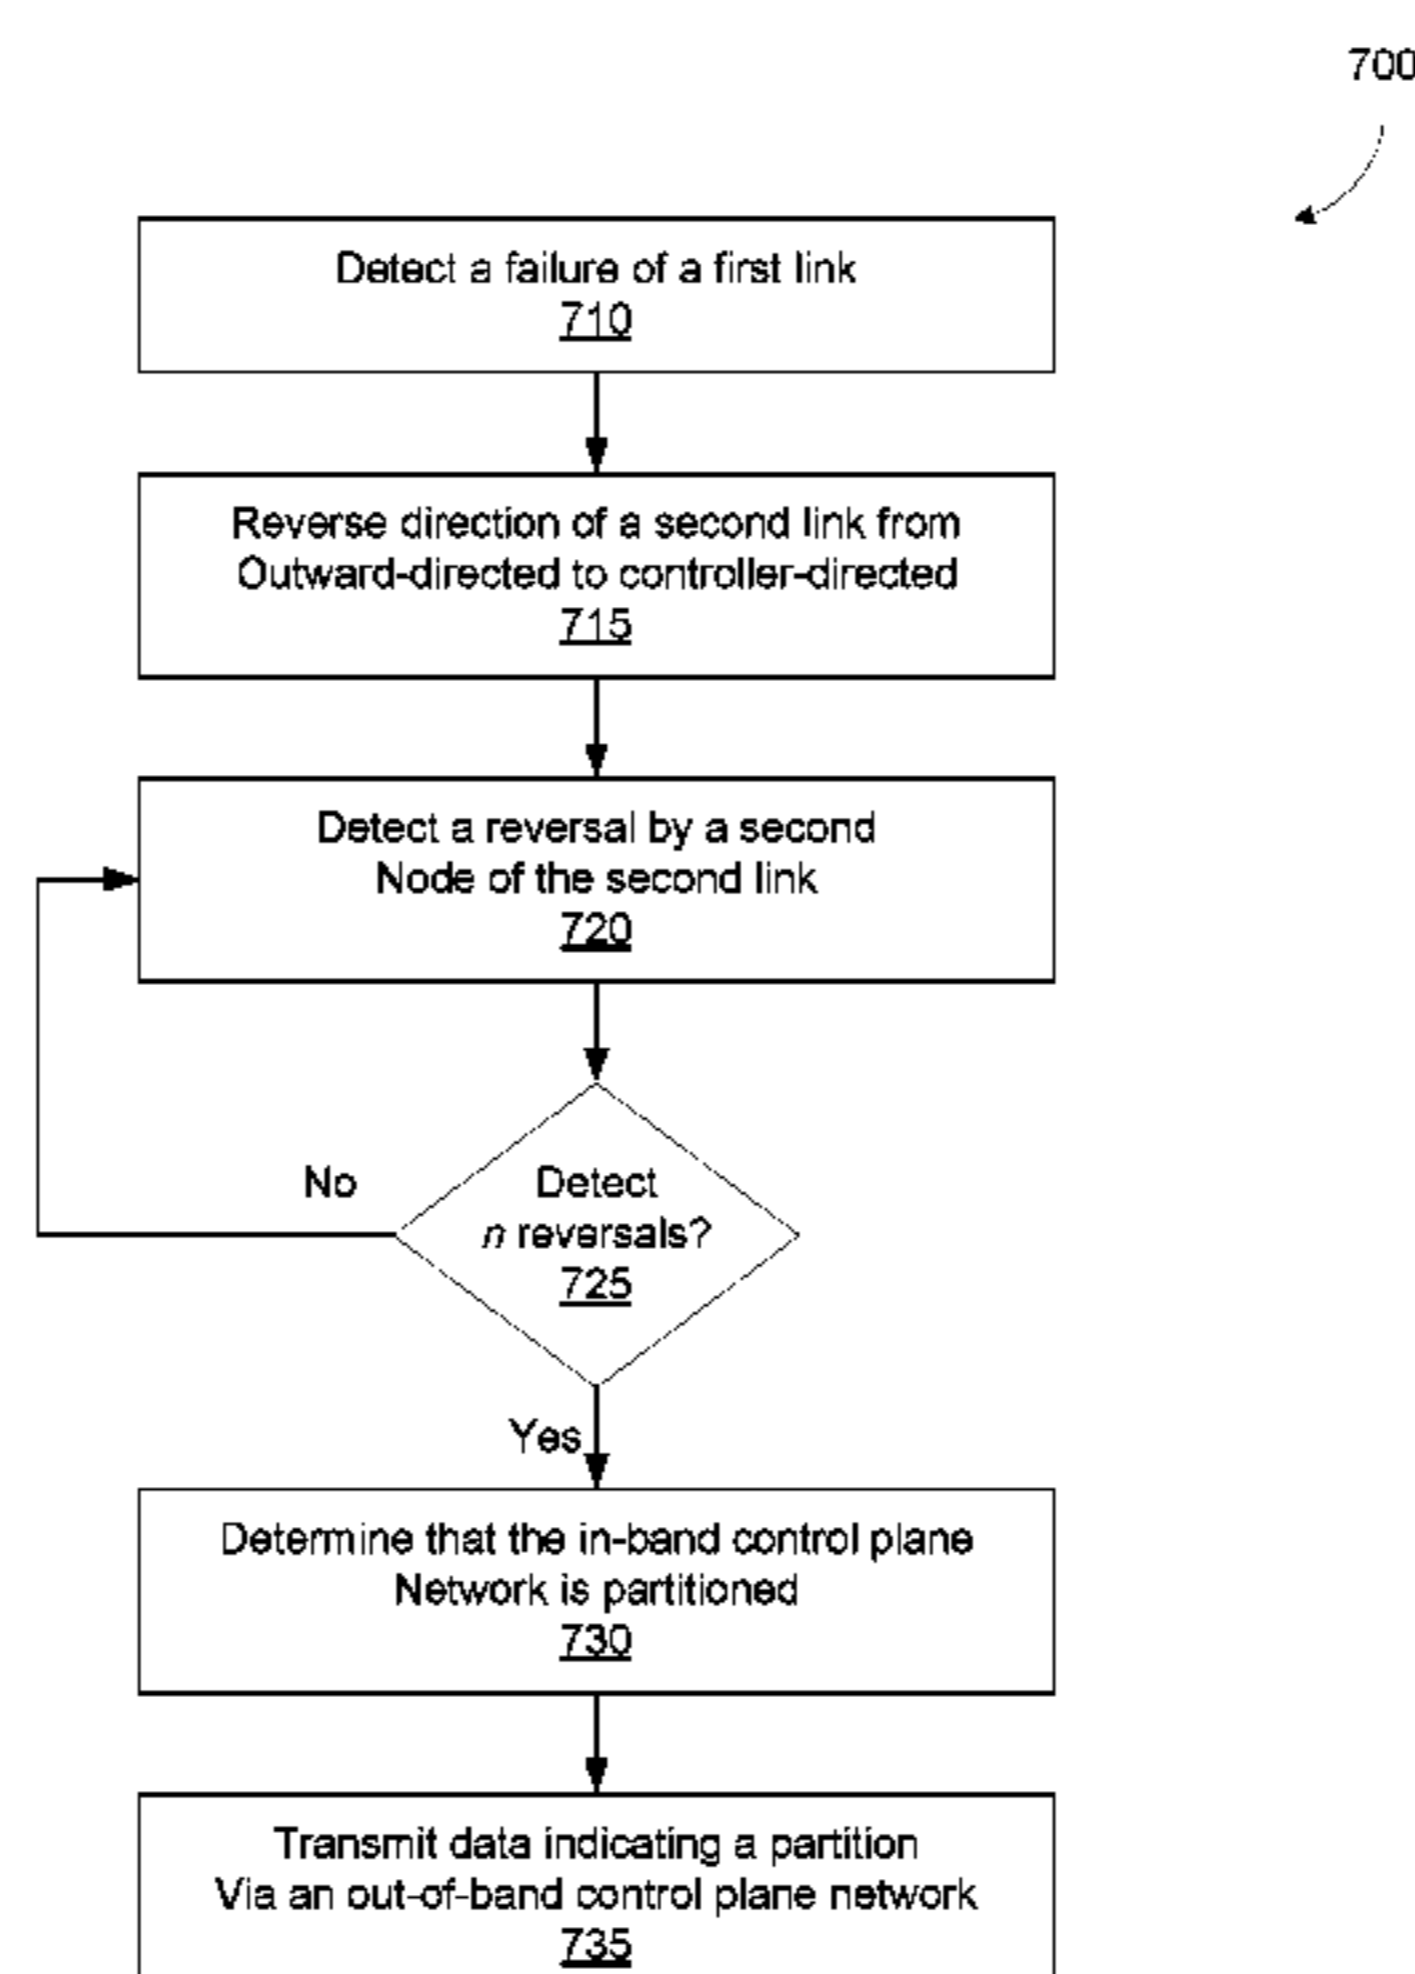 700
Detect a failure of a first link
710
Reverse direction of a second link from
Outward-directed to controller-directed
715
Detect a reversal by a second
Node of the second link
720
No
Detect
n reversals?
725
Yes
Determine that the in-band control plane
Network is partitioned
730
Transmit data indicating a partition
Via an out-of-band control plane network
735